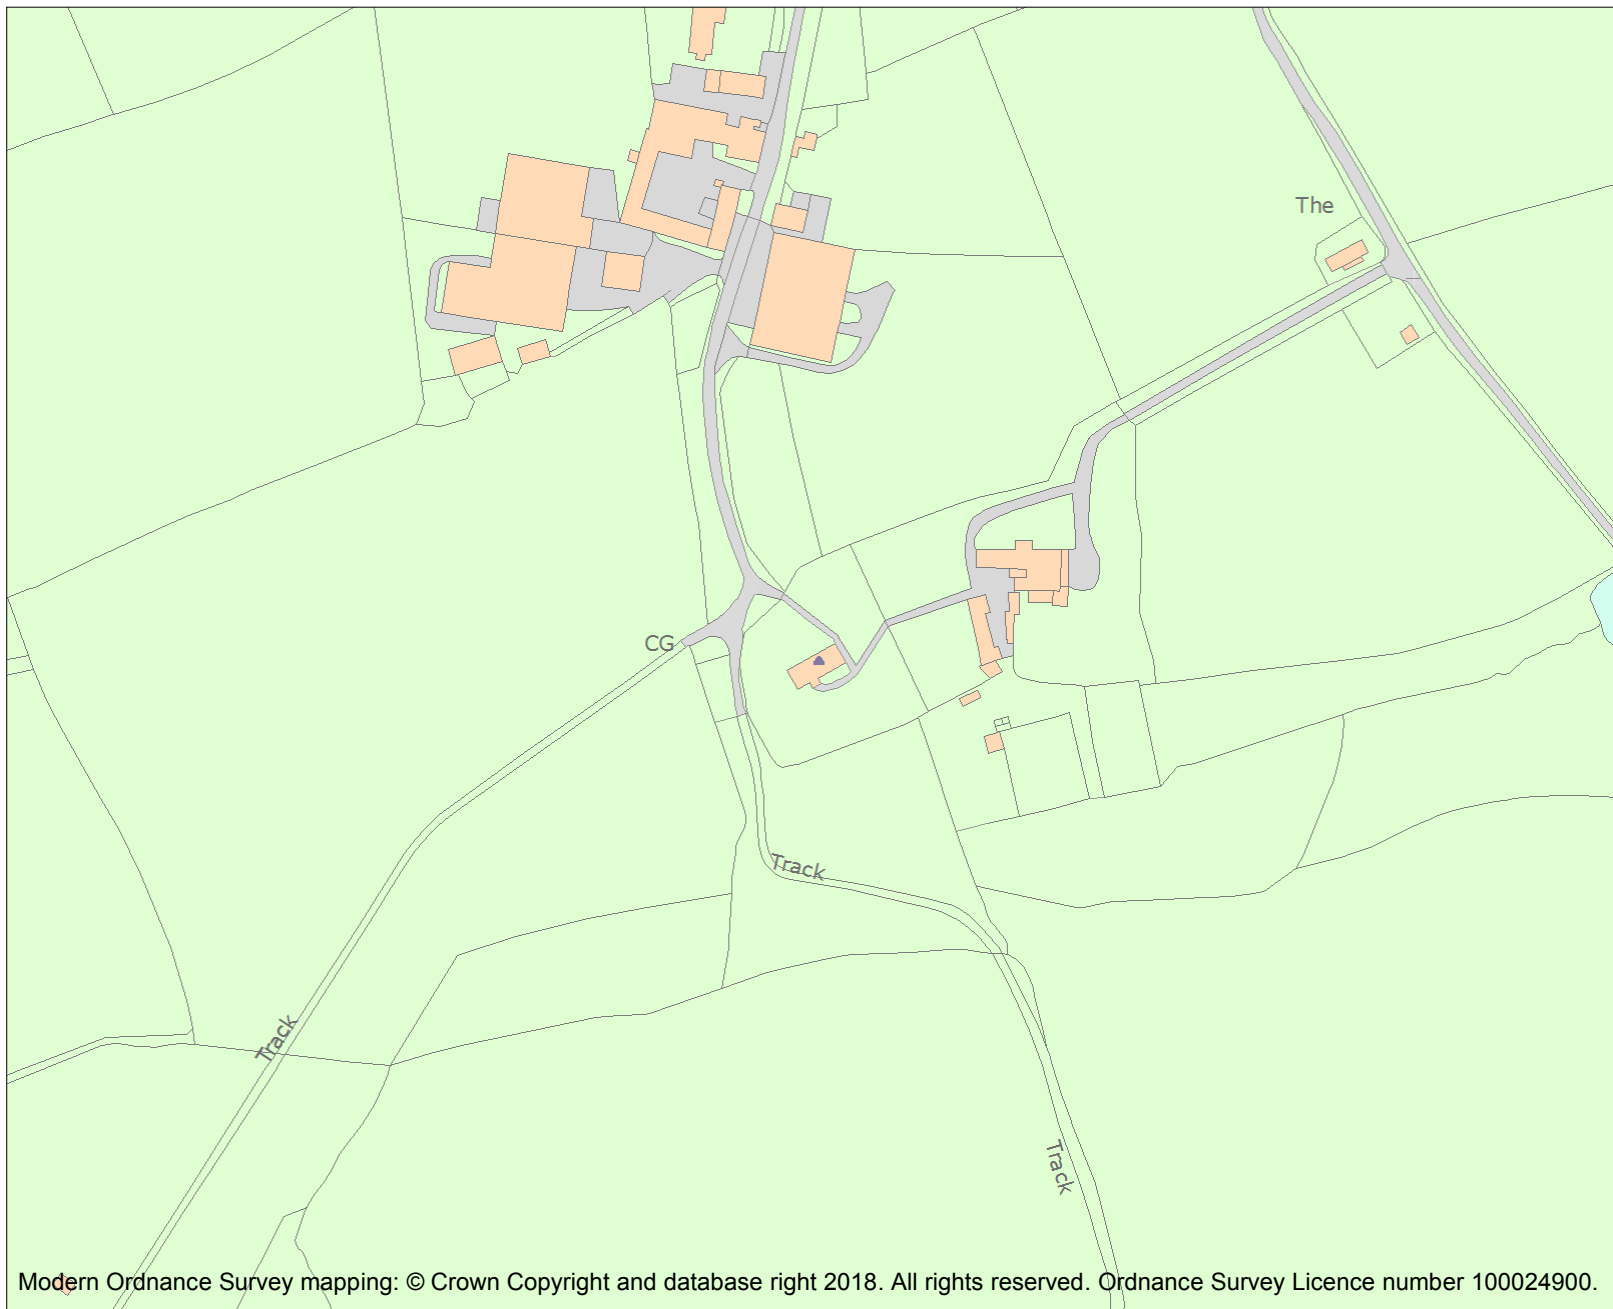 The
CG
Track
Track
Track
Modern Ordnance Survey mapping: © Crown Copyright and database right 2018. All rights reserved. Ordnance Survey Licence number 100024900.